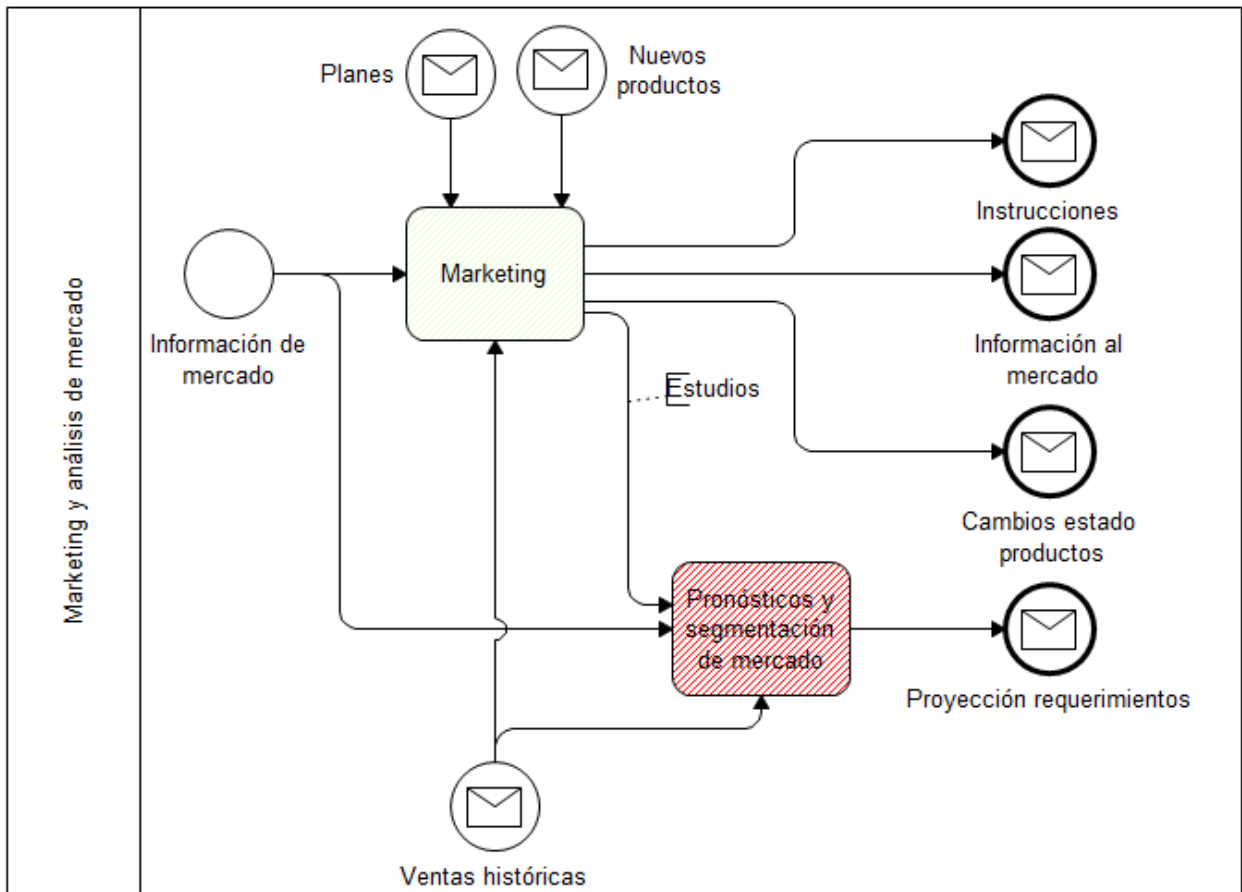 Marketing y análisis de mercado
Planes
Nuevos
productos
Instrucciones
Marketing
Información de
mercado
Información al
mercado
Estudios
Cambios estado
productos
Pronósticos y
segmentación
de mercado
Proyección requerimientos
Ventas históricas